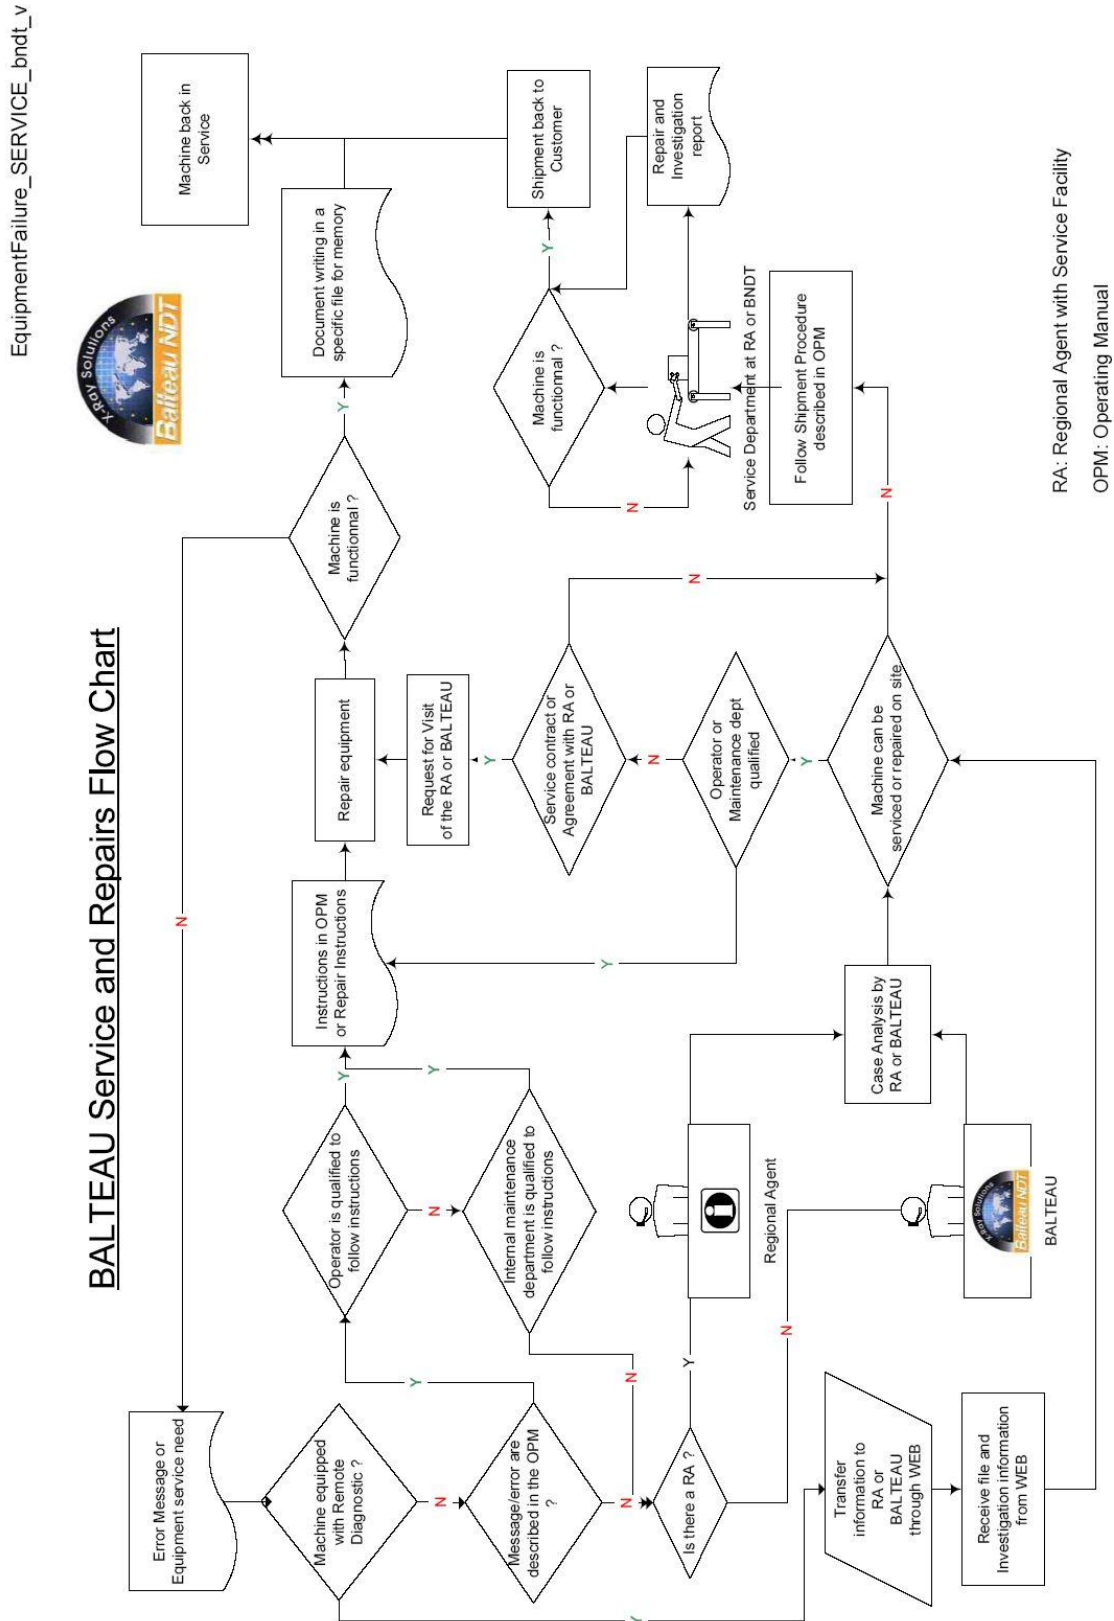 EquipmentFailure_SERVICE_bndt_v
BALTEAU Service and Repairs Flow Chart
X-Ray Solutions
Balteau NDT
Error Message or
Equipment service need
Machine equipped
with Remote
Diagnostic ?
N
Y
Message/error are
described in the OPM
?
Y
N
Operator is qualified to
follow instructions
Y
N
Internal maintenance
department is qualified to
follow instructions
Y
N
Is there a RA ?
Y
N
Transfer
information to
RA or
BALTEAU
through WEB
Receive file and
Investigation information
from WEB
Regional Agent
X-Ray Solutions
Balteau NDT
BALTEAU
Case Analysis by
RA or BALTEAU
Instructions in OPM
or Repair Instructions
Machine can be
serviced or repaired on site
Y
N
Operator or
Maintenance dept
qualified
Y
N
Service contract or
Agreement with RA or
BALTEAU
Y
N
Request for Visit
of the RA or BALTEAU
Repair equipment
Machine is
functionnal ?
N
Y
Document writing in a
specific file for memory
Machine back in
Service
Follow Shipment Procedure
described in OPM
Service Department at RA or BNDT
Machine is
functionnal ?
N
Y
Repair and
Investigation
report
Shipment back to
Customer
RA: Regional Agent with Service Facility
OPM: Operating Manual